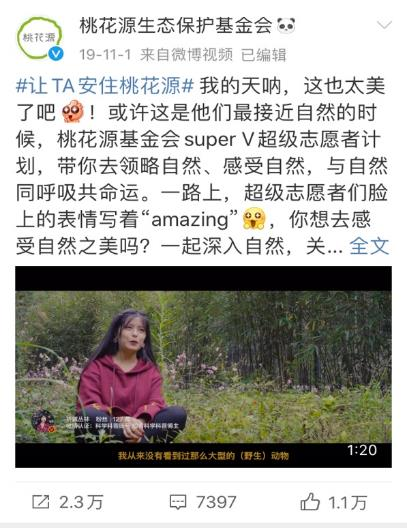 桃花源
桃花源生态保护基金会🐼
19-11-1 来自微博视频 已编辑
#让TA安住桃花源# 我的天呐，这也太美
了吧！或许这是他们最接近自然的时
候，桃花源基金会super V超级志愿者计
划，带你去领略自然、感受自然，与自然
同呼吸共命运。一路上，超级志愿者们脸
上的表情写着“amazing”，你想去感
受自然之美吗？一起深入自然，关... 全文
我从来没有看到过那么大型的（野生）动物
1:20
2.3万
7397
1.1万